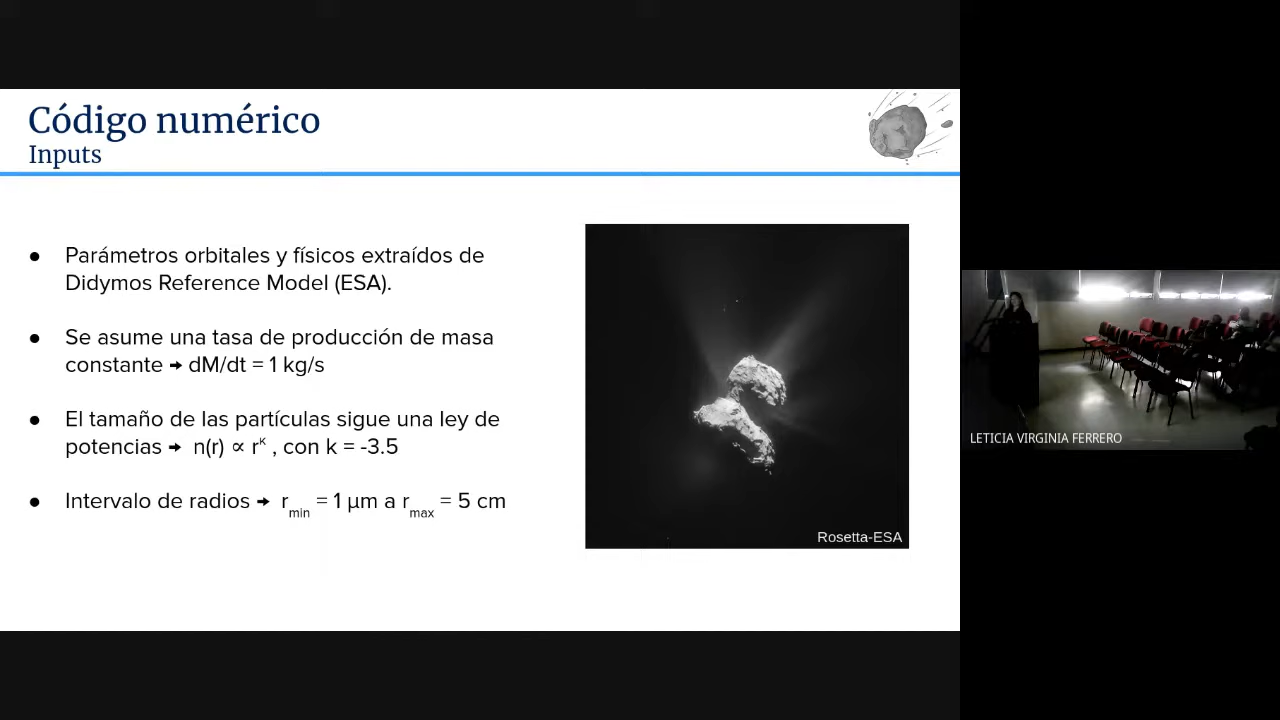 Código numérico
Inputs
● Parámetros orbitales y físicos extraídos de
Didymos Reference Model (ESA).
● Se asume una tasa de producción de masa
constante → dM/dt = 1 kg/s
● El tamaño de las partículas sigue una ley de
potencias → n(r) ∝ rᴷ , con k = -3.5
● Intervalo de radios → rmin = 1 μm a rmax = 5 cm
Rosetta-ESA
LETICIA VIRGINIA FERRERO